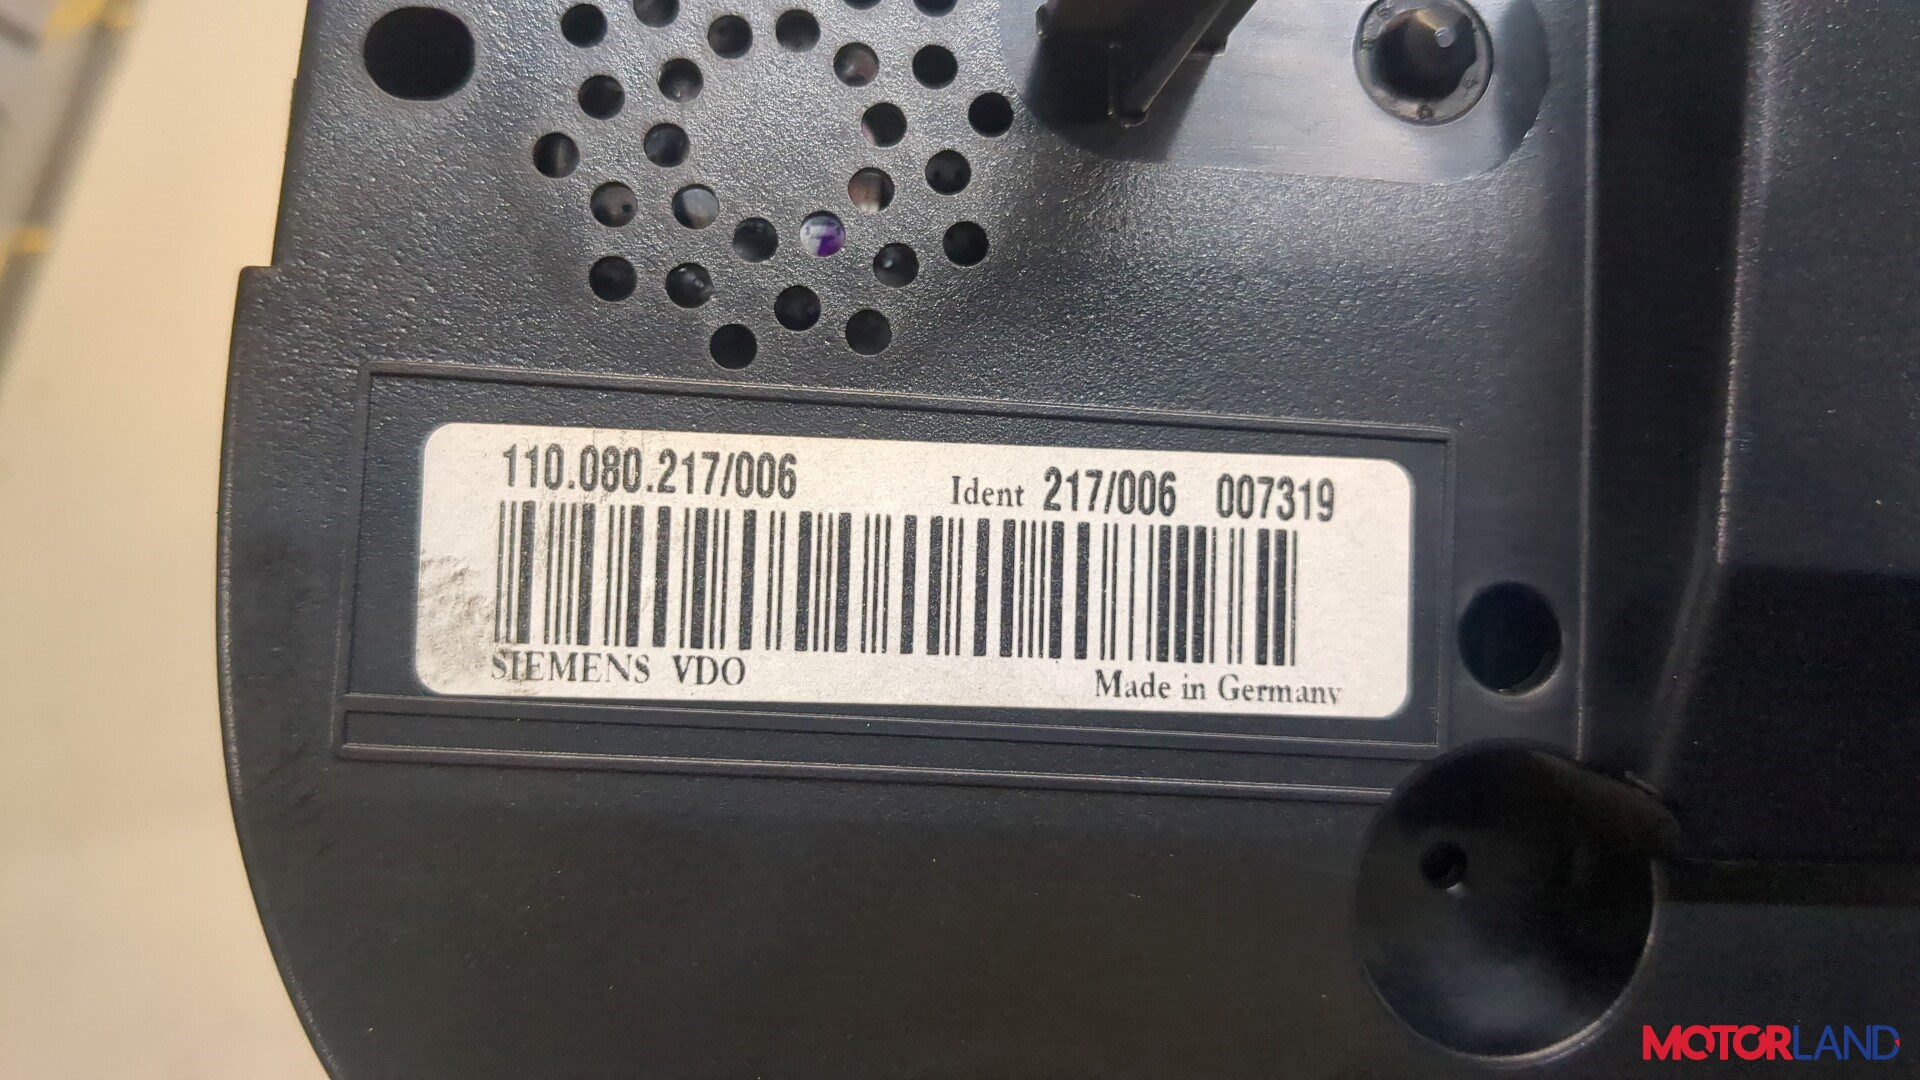 110.080.217/006 Ident 217/006 007319
SIEMENS VDO Made in Germany
MOTORLAND